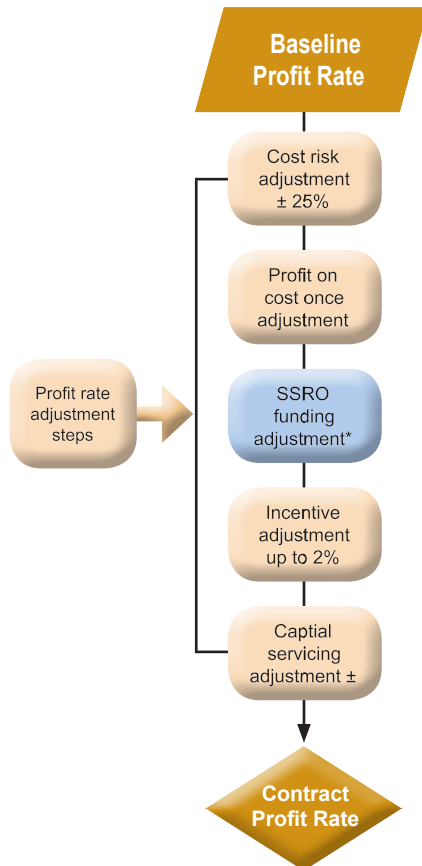 Baseline
Profit Rate
Cost risk
adjustment
± 25%
Profit on
cost once
adjustment
Profit rate
adjustment
steps
SSRO
funding
adjustment*
Incentive
adjustment
up to 2%
Captial
servicing
adjustment ±
Contract
Profit Rate